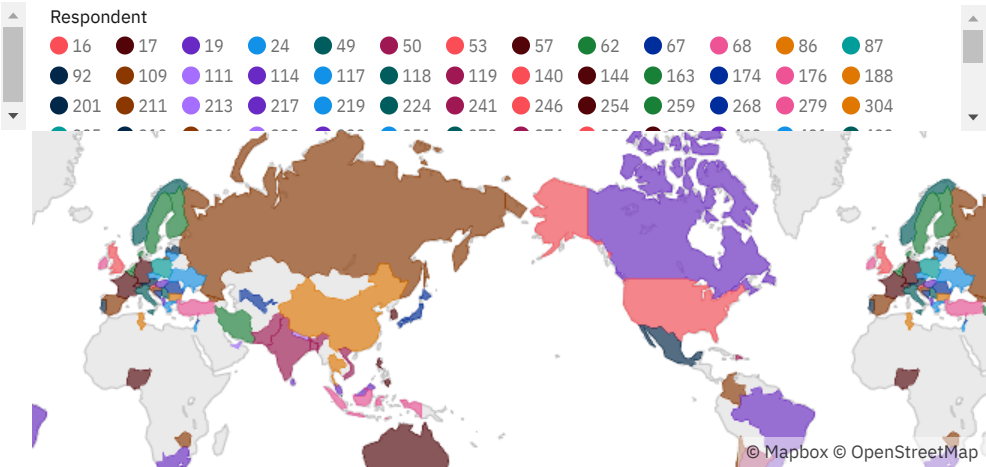 Respondent
16 17 19 24 49 50 53 57 62 67 68 86 87
92 109 111 114 117 118 119 140 144 163 174 176 188
201 211 213 217 219 224 241 246 254 259 268 279 304
© Mapbox © OpenStreetMap